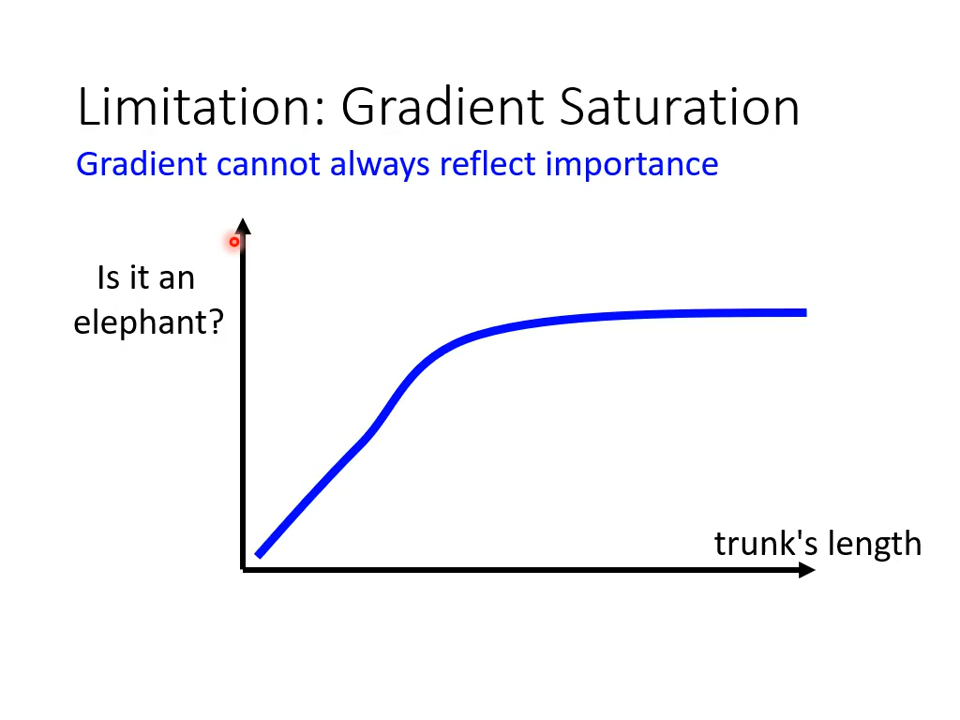 Limitation: Gradient Saturation
Gradient cannot always reflect importance
Is it an
elephant?
trunk's length